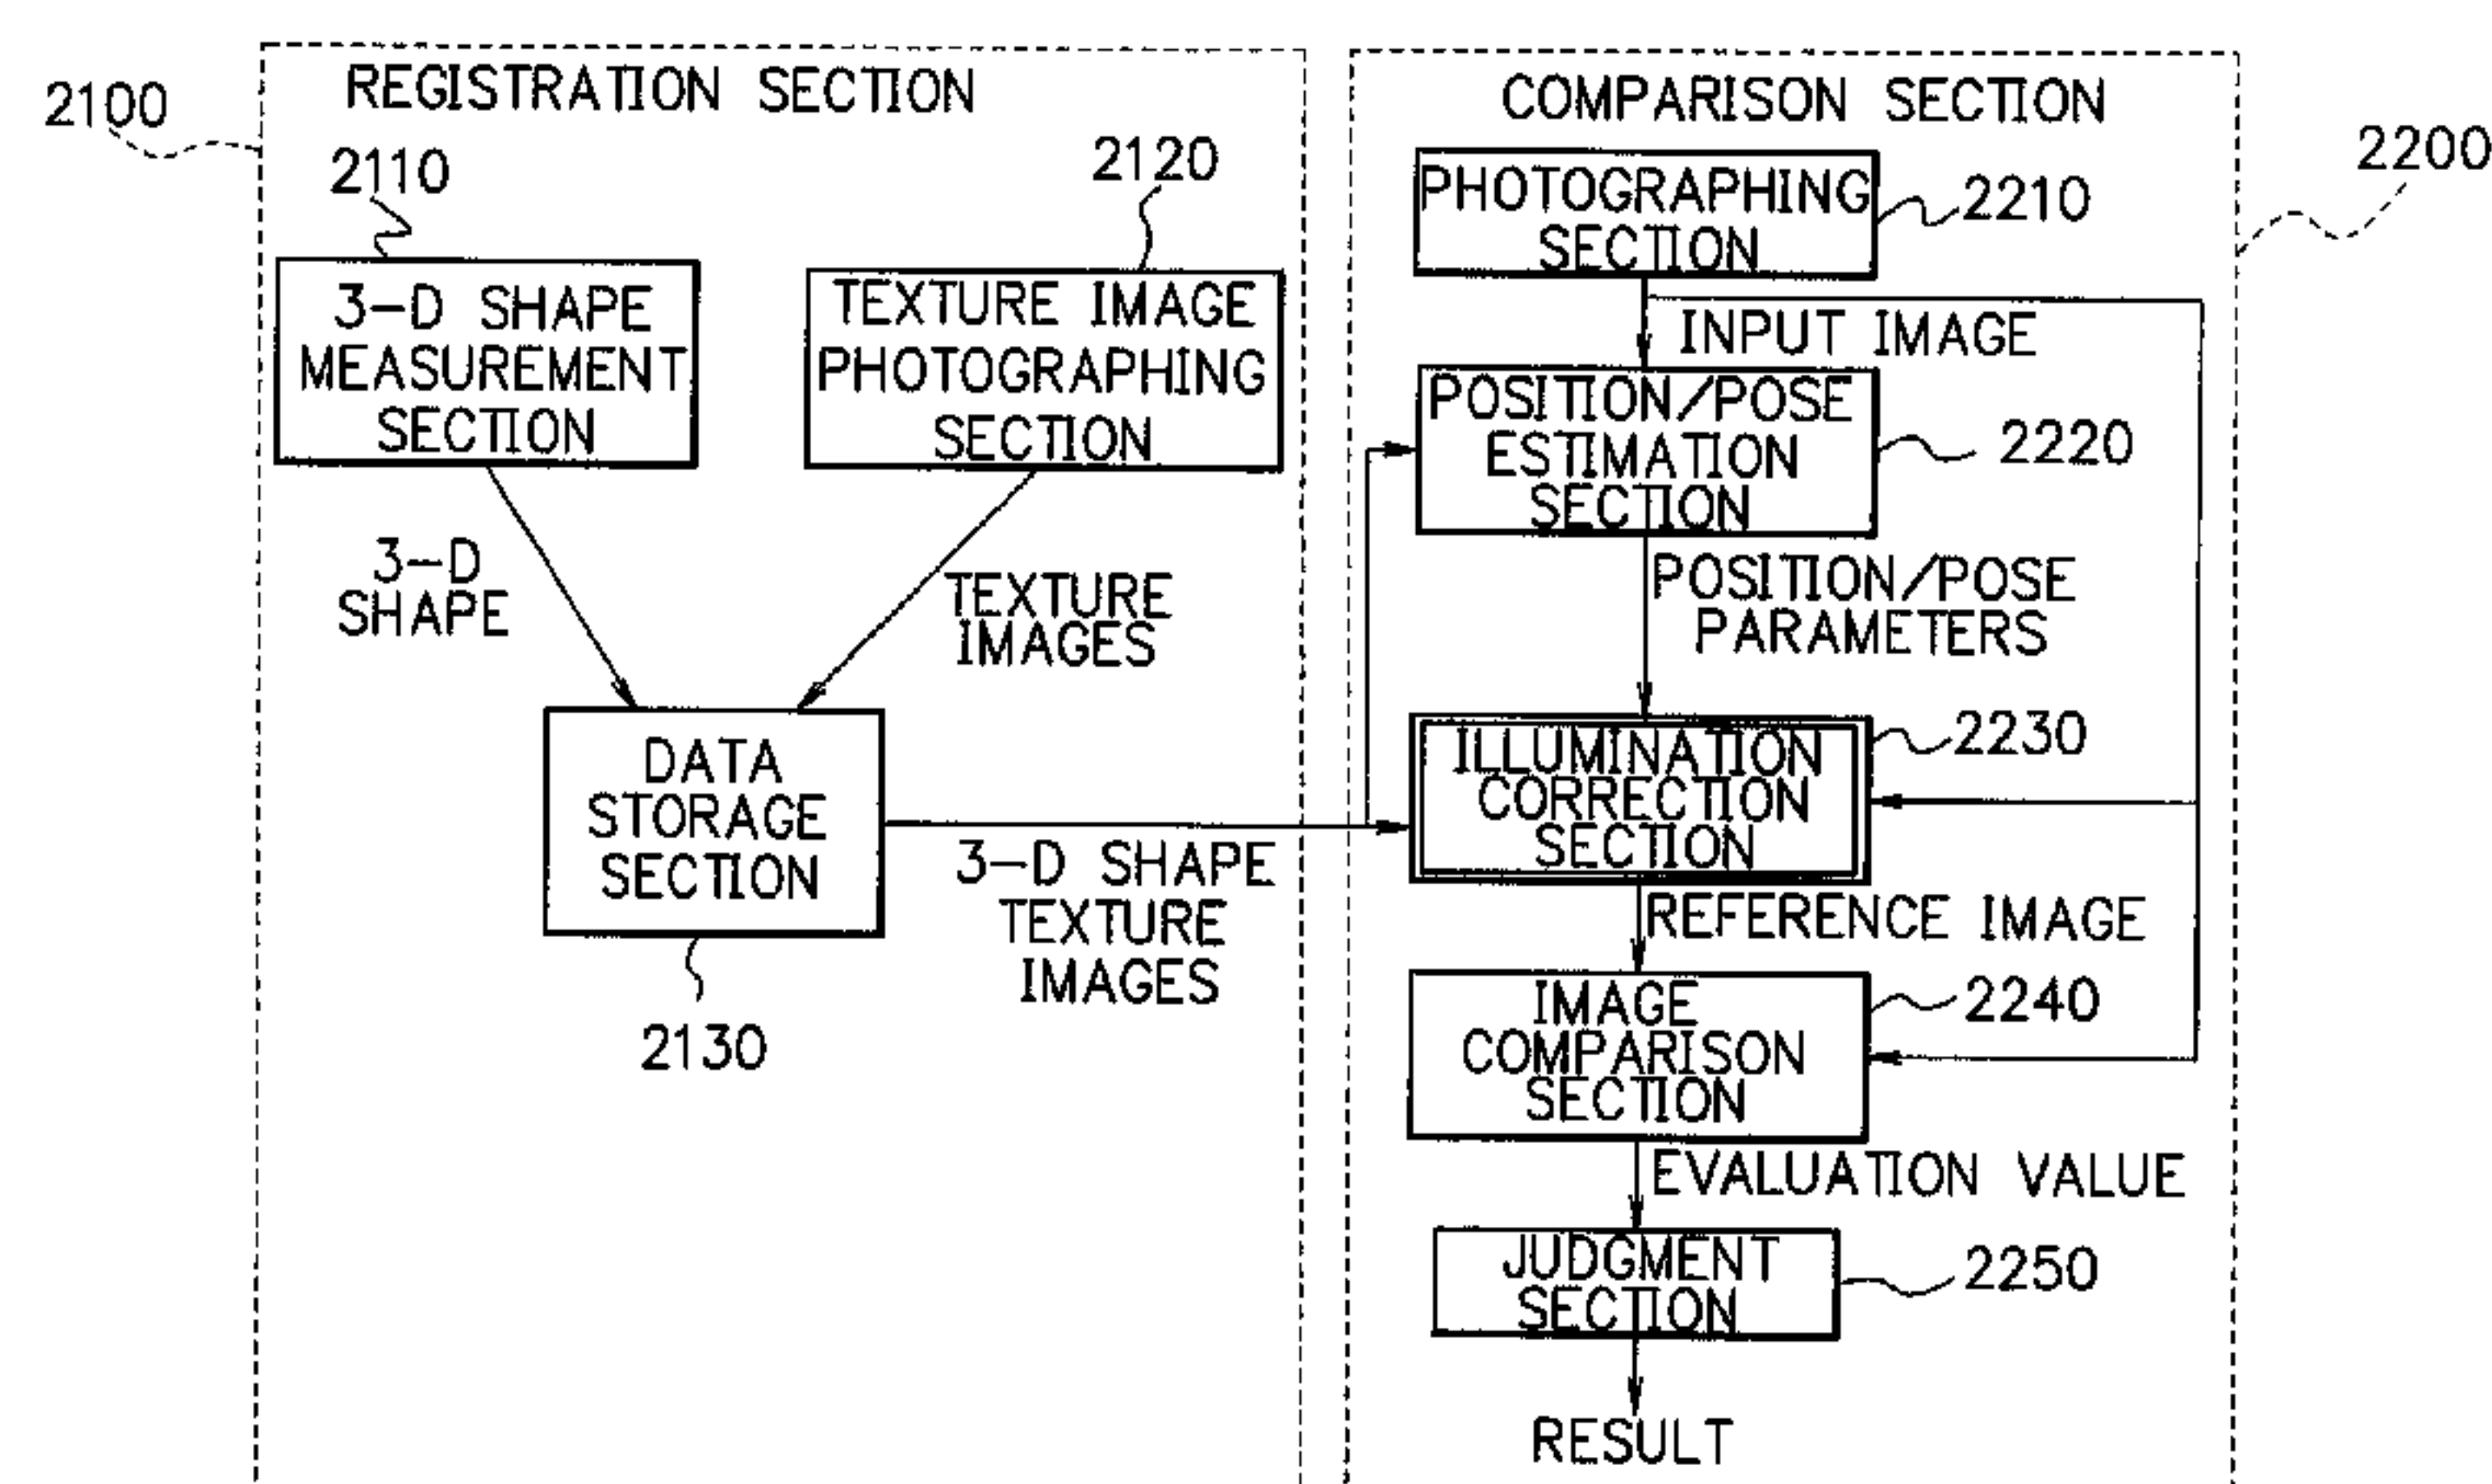 2100
REGISTRATION SECTION
2110
2120
3-D SHAPE
MEASUREMENT
SECTION
TEXTURE IMAGE
PHOTOGRAPHING
SECTION
3-D
SHAPE
TEXTURE
IMAGES
DATA
STORAGE
SECTION
2130
3-D SHAPE
TEXTURE
IMAGES
COMPARISON SECTION
2200
PHOTOGRAPHING
SECTION
2210
INPUT IMAGE
POSITION/POSE
ESTIMATION
SECTION
2220
POSITION/POSE
PARAMETERS
ILLUMINATION
CORRECTION
SECTION
2230
REFERENCE IMAGE
IMAGE
COMPARISON
SECTION
2240
EVALUATION VALUE
JUDGMENT
SECTION
2250
RESULT